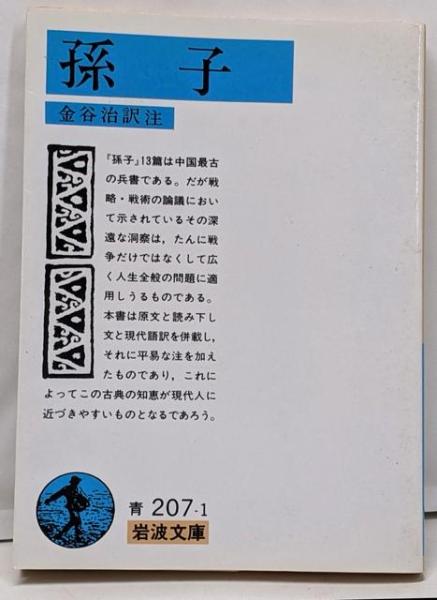 孫子
金谷治訳注
『孫子』13篇は中国最古
の兵書である。だが戦
略・戦術の論議におい
て示されているその深
遠な洞察は，たんに戦
争だけではなくして広
く人生全般の問題に適
用しうるものである。
本書は原文と読み下し
文と現代語訳を併載し，
それに平易な注を加え
たものであり，これに
よってこの古典の知恵が現代人に
近づきやすいものとなるであろう。
青 207-1
岩波文庫